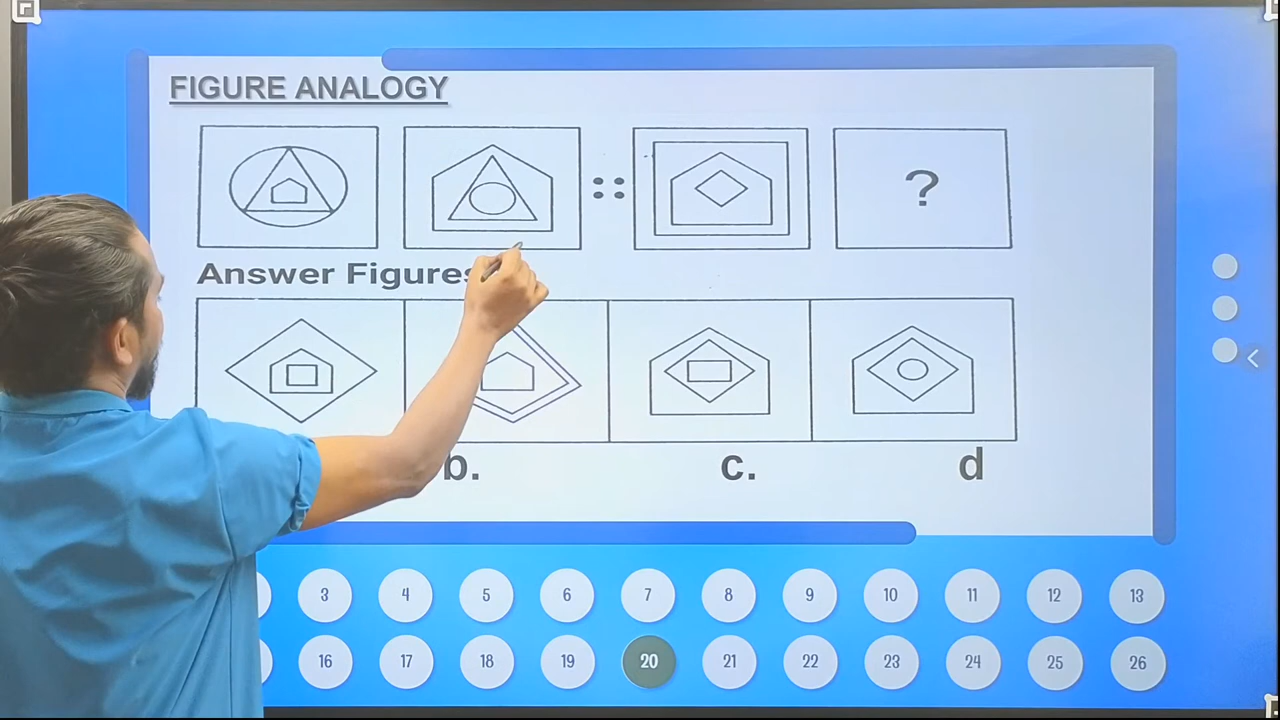 FIGURE ANALOGY
?
Answer Figures
b. c. d
3 4 5 6 7 8 9 10 11 12 13
16 17 18 19 20 21 22 23 24 25 26